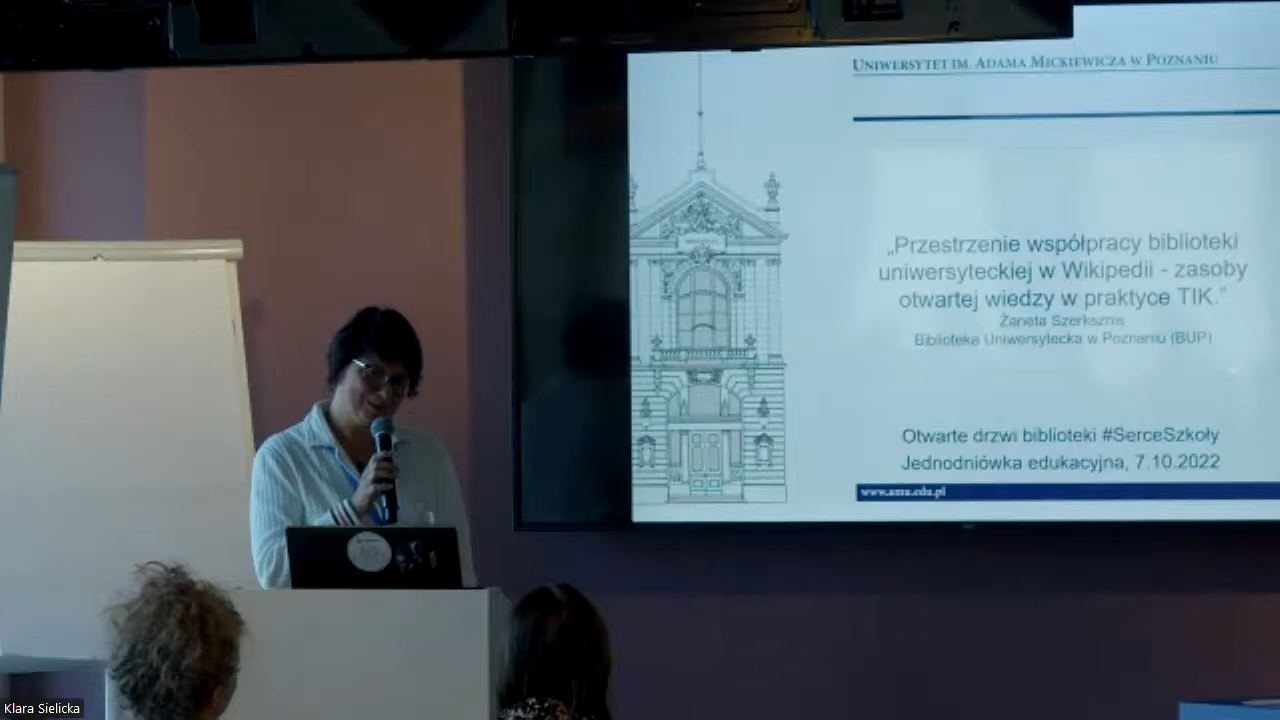 UNIWERSYTET IM. ADAMA MICKIEWICZA W POZNANIU
„Przestrzenie współpracy biblioteki
uniwersyteckiej w Wikipedii - zasoby
otwartej wiedzy w praktyce TIK."
Żaneta Szerksznis
Biblioteka Uniwersytecka w Poznaniu (BUP)
Otwarte drzwi biblioteki #SerceSzkoły
Jednodniówka edukacyjna, 7.10.2022
www.amu.edu.pl
Klara Sielicka